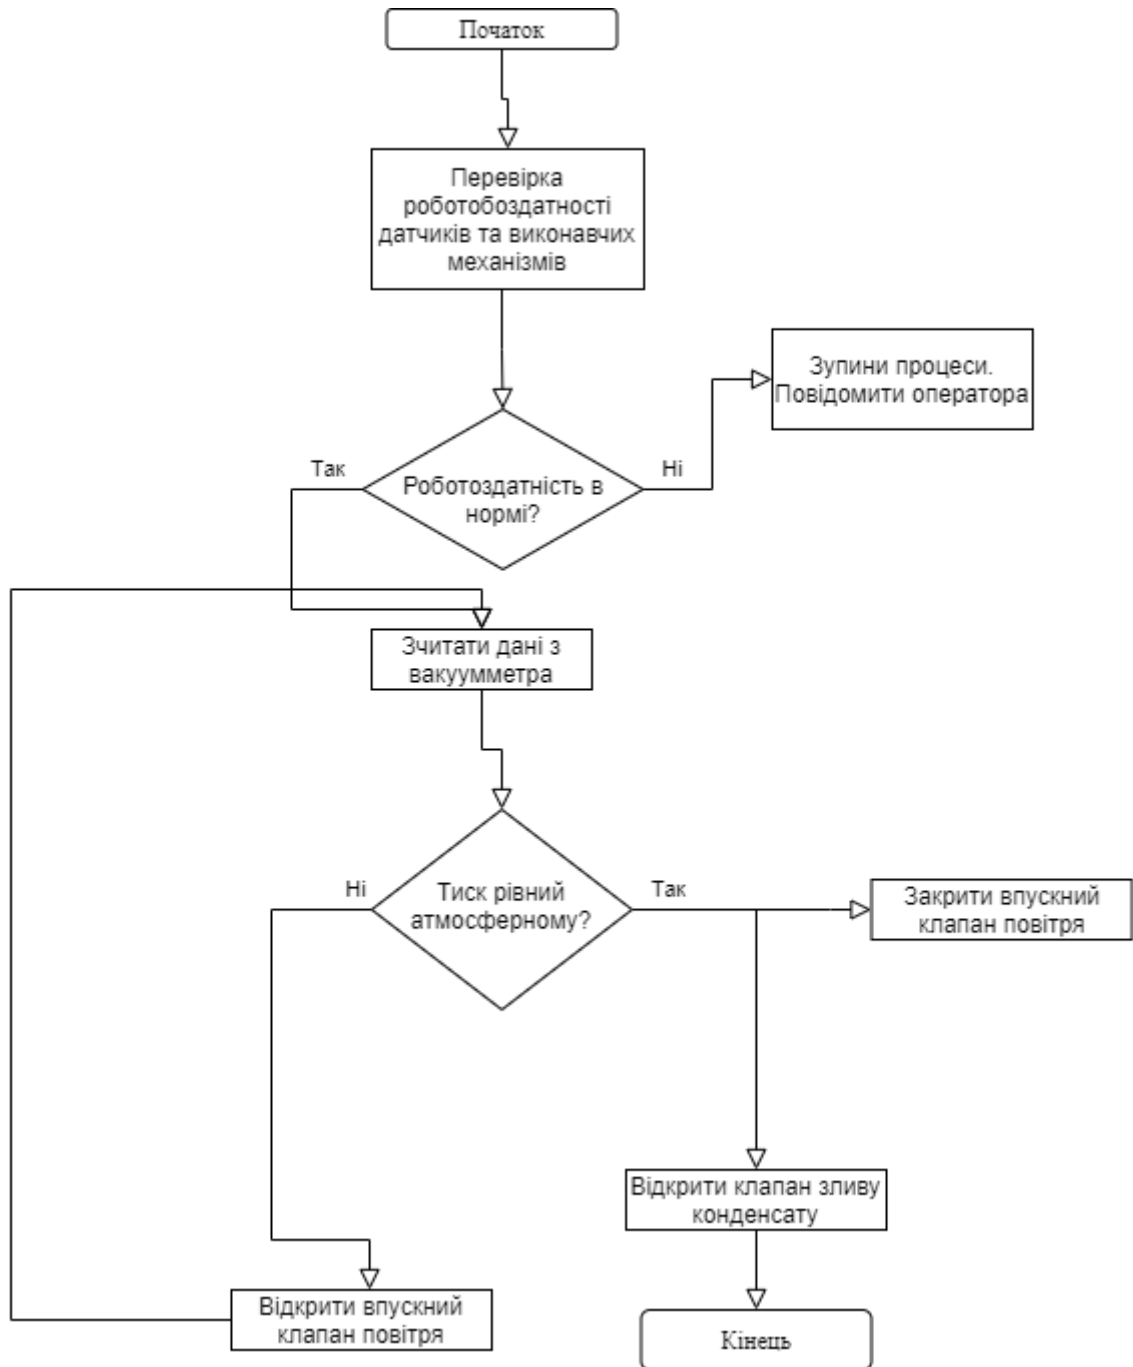 Початок
Перевірка
роботобоздатності
датчиків та виконавчих
механізмів
Зупини процеси.
Повідомити оператора
Так
Ні
Роботоздатність в
нормі?
Зчитати дані з
вакуумметра
Ні
Тиск рівний
атмосферному?
Так
Закрити впускний
клапан повітря
Відкрити клапан зливу
конденсату
Відкрити впускний
клапан повітря
Кінець